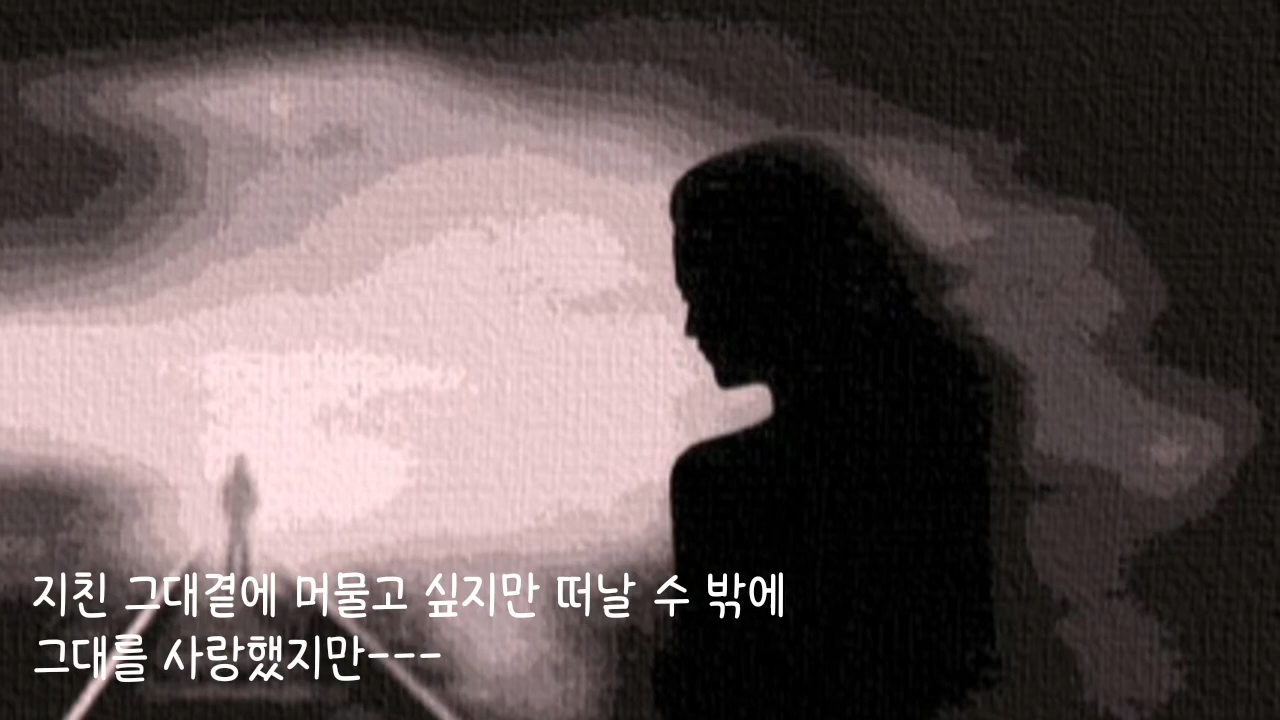 지친 그대곁에 머물고 싶지만 떠날 수 밖에
그대를 사랑했지만---